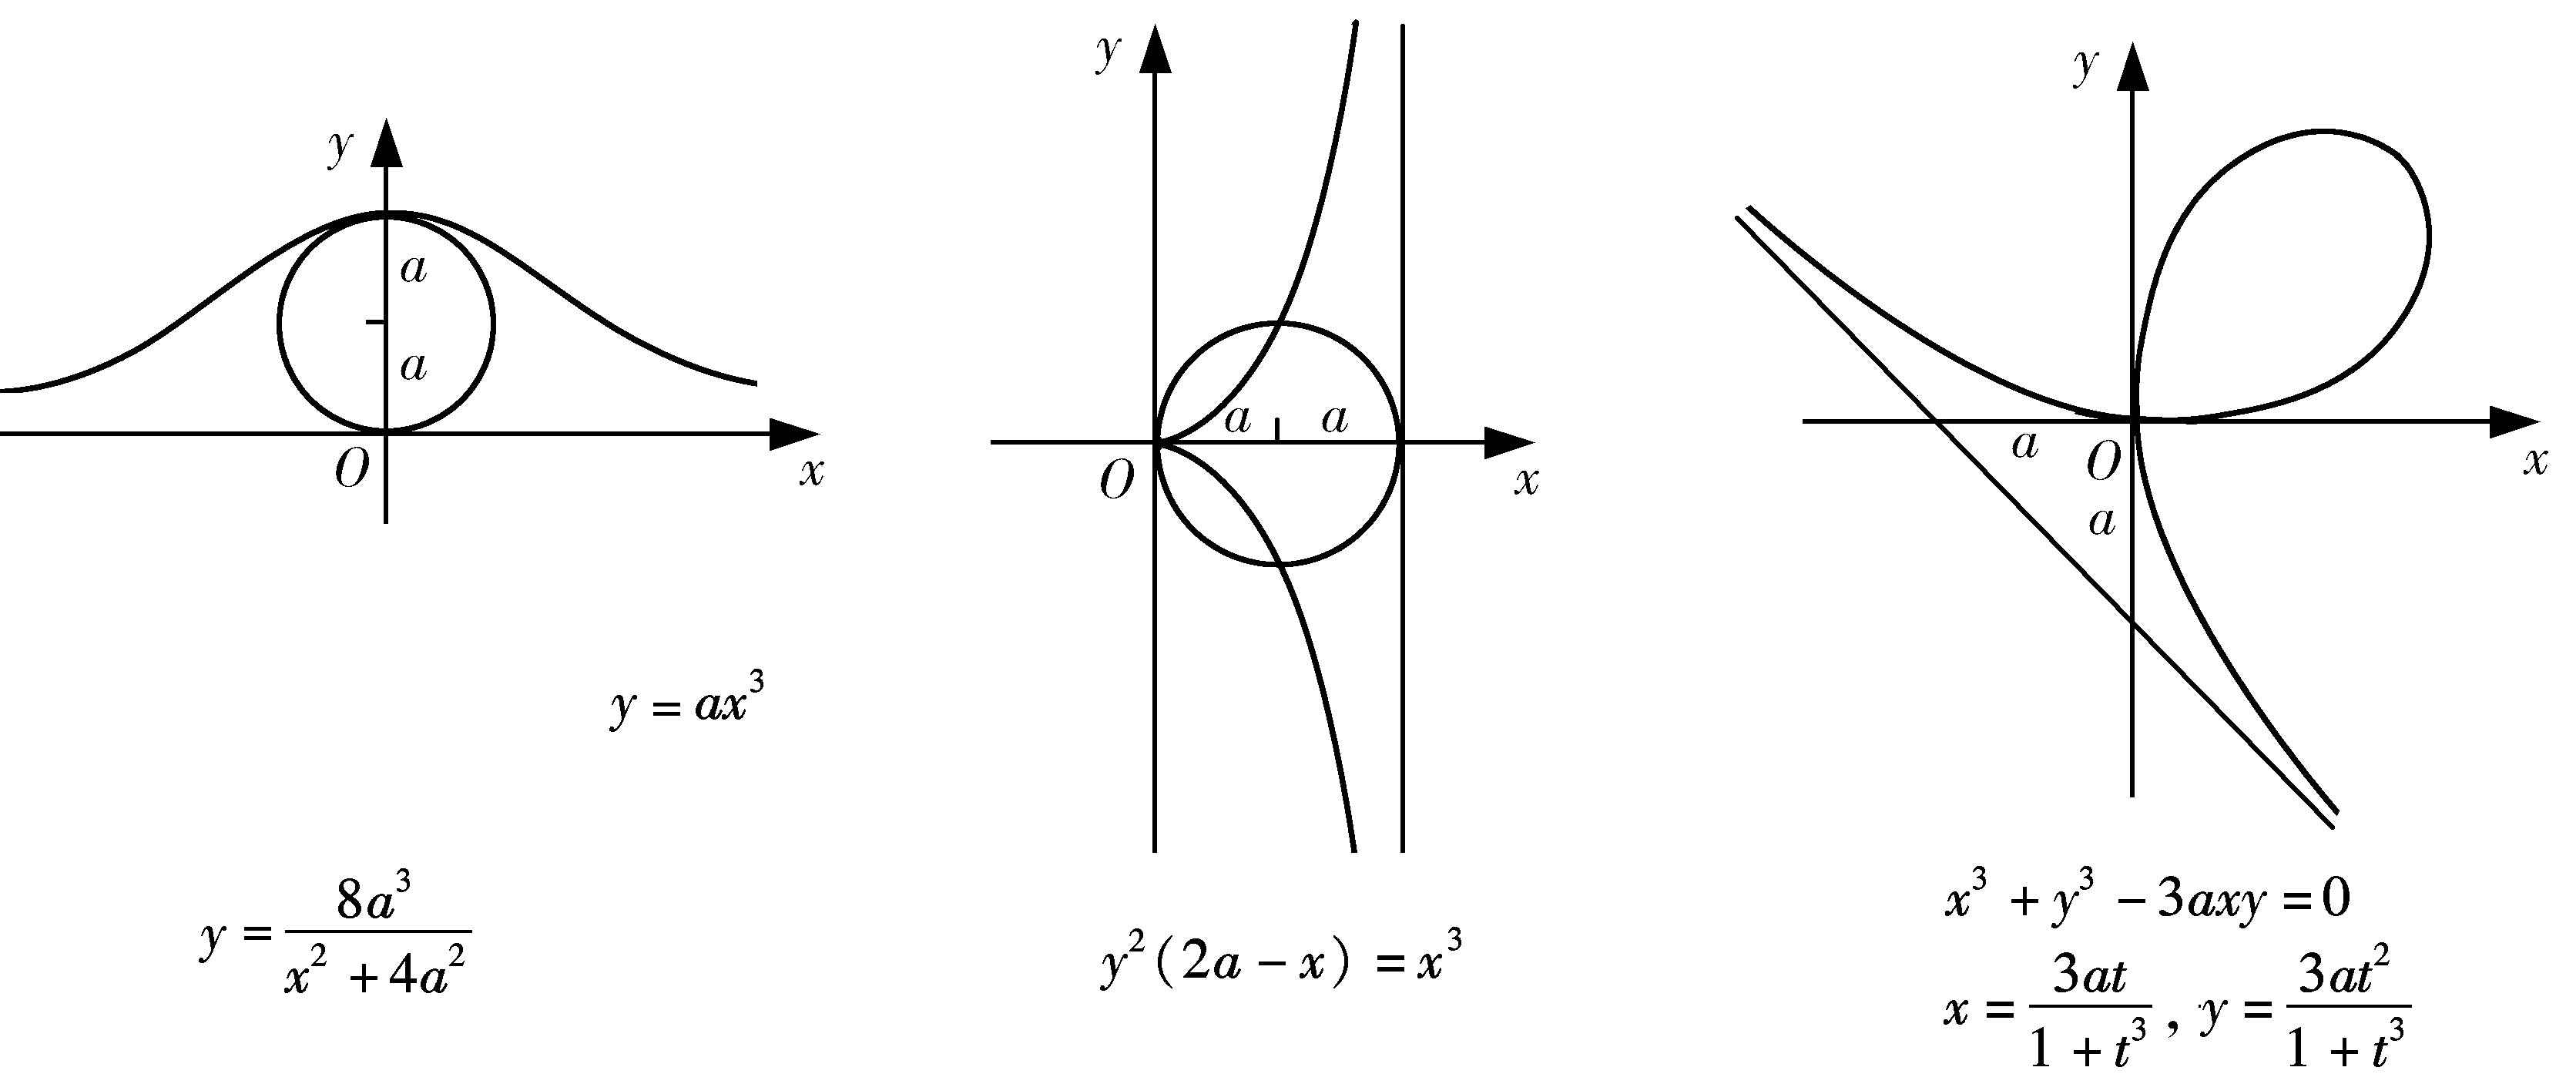 y
a
a
O
x
y = ax³
y = 8a³ / (x² + 4a²)
y
a a
O
x
y²(2a − x) = x³
y
a
O
x
a
x³ + y³ − 3axy = 0
x = 3at / (1 + t³) , y = 3at² / (1 + t³)